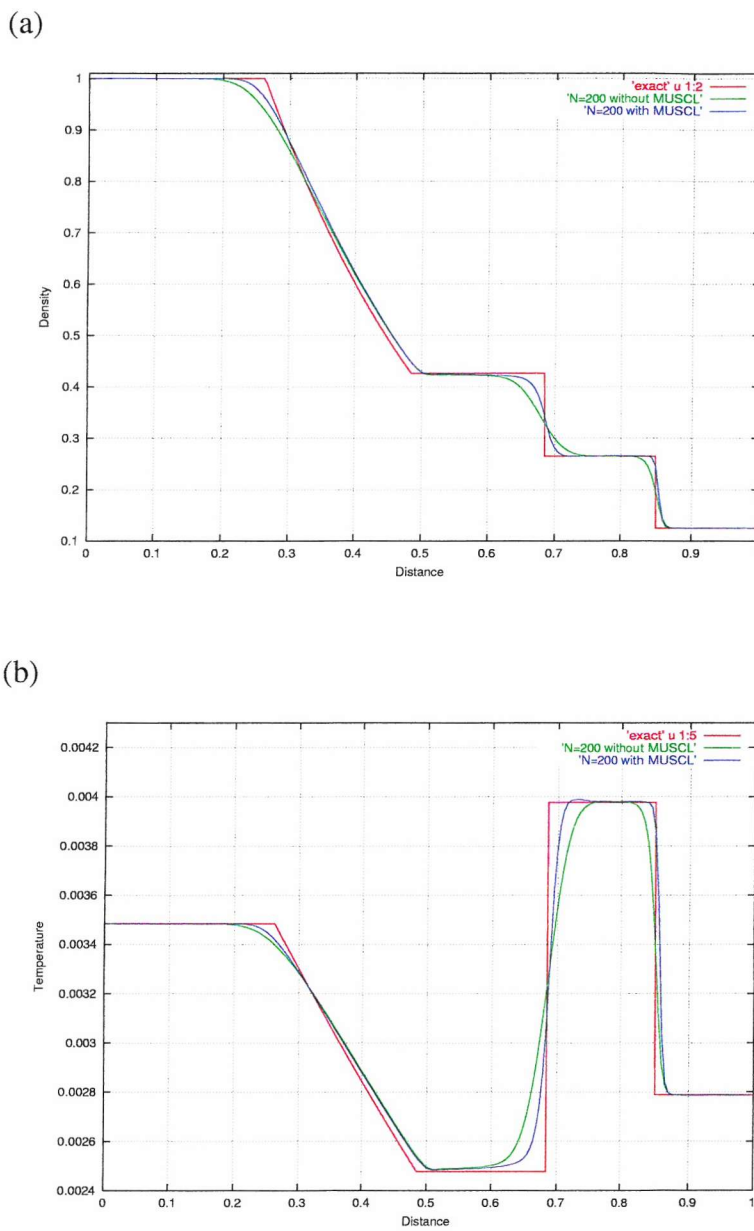 (a)
'exact' u 1:2
'N=200 without MUSCL'
'N=200 with MUSCL'
1
0.9
0.8
0.7
0.6
0.5
0.4
0.3
0.2
0.1
Density
0 0.1 0.2 0.3 0.4 0.5 0.6 0.7 0.8 0.9
Distance
(b)
'exact' u 1:5
'N=200 without MUSCL'
'N=200 with MUSCL'
0.0042
0.004
0.0038
0.0036
0.0034
0.0032
0.003
0.0028
0.0026
0.0024
Temperature
0 0.1 0.2 0.3 0.4 0.5 0.6 0.7 0.8 0.9 1
Distance